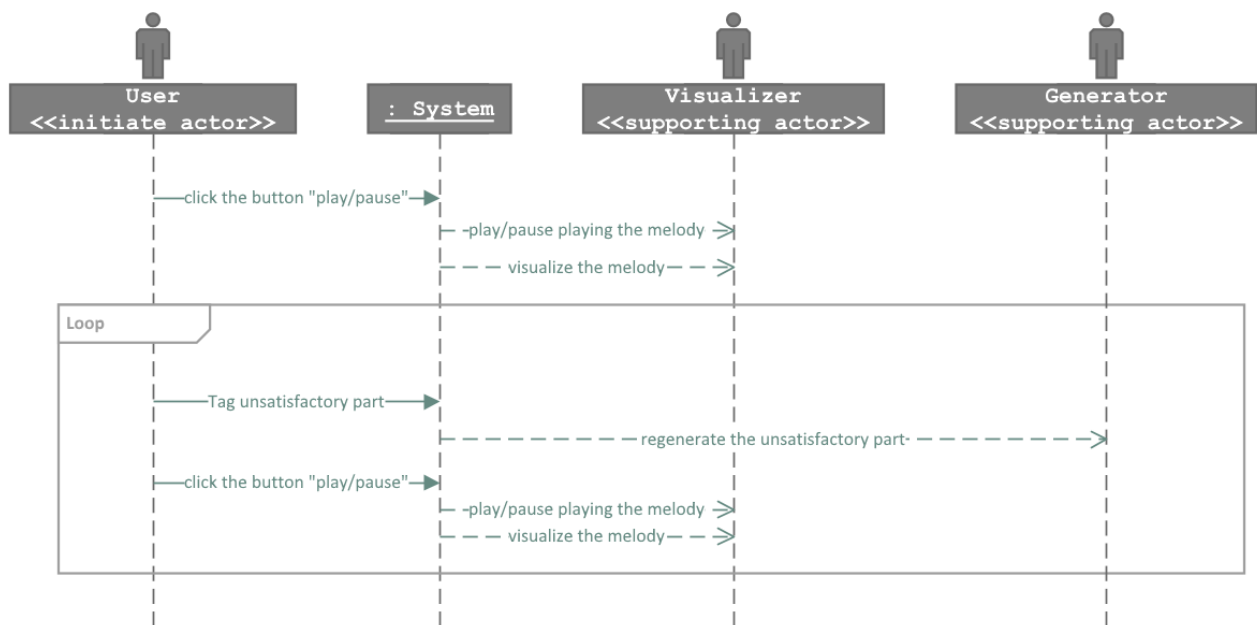 User
<<initiate actor>>
: System
Visualizer
<<supporting actor>>
Generator
<<supporting actor>>
click the button "play/pause"
play/pause playing the melody
visualize the melody
Loop
Tag unsatisfactory part
regenerate the unsatisfactory part
click the button "play/pause"
play/pause playing the melody
visualize the melody